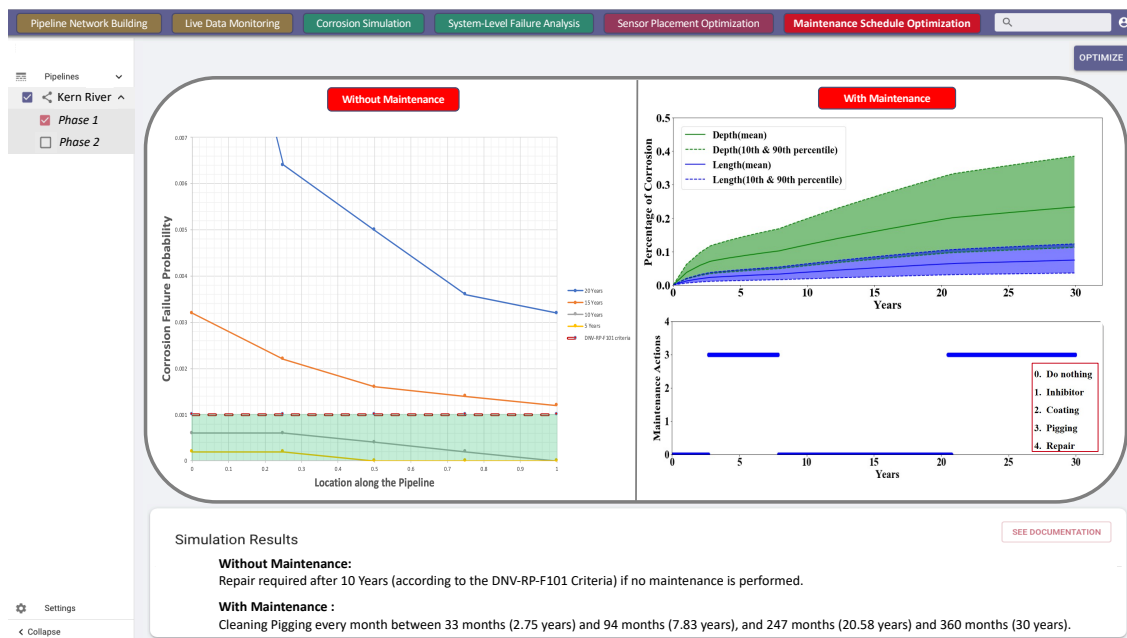 Pipeline Network Building
Live Data Monitoring
Corrosion Simulation
System-Level Failure Analysis
Sensor Placement Optimization
Maintenance Schedule Optimization
OPTIMIZE
Pipelines
Kern River
Phase 1
Phase 2
Settings
Collapse
Without Maintenance
Corrosion Failure Probability
0.007
0.006
0.005
0.004
0.003
0.002
0.001
0
0 0.1 0.2 0.3 0.4 0.5 0.6 0.7 0.8 0.9 1
Location along the Pipeline
20 Years
15 Years
10 Years
5 Years
DNV-RP-F101 criteria
With Maintenance
Percentage of Corrosion
0.5
0.4
0.3
0.2
0.1
0.0
Depth(mean)
Depth(10th & 90th percentile)
Length(mean)
Length(10th & 90th percentile)
0 5 10 15 20 25 30
Years
Maintenance Actions
4
3
2
1
0
0. Do nothing
1. Inhibitor
2. Coating
3. Pigging
4. Repair
0 5 10 15 20 25 30
Years
Simulation Results
SEE DOCUMENTATION
Without Maintenance:
Repair required after 10 Years (according to the DNV-RP-F101 Criteria) if no maintenance is performed.
With Maintenance :
Cleaning Pigging every month between 33 months (2.75 years) and 94 months (7.83 years), and 247 months (20.58 years) and 360 months (30 years).